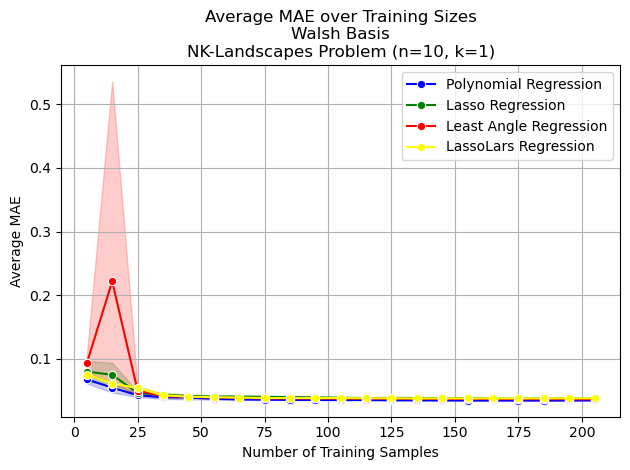 Average MAE over Training Sizes
Walsh Basis
NK-Landscapes Problem (n=10, k=1)
Polynomial Regression
Lasso Regression
Least Angle Regression
LassoLars Regression
Average MAE
0.5
0.4
0.3
0.2
0.1
0 25 50 75 100 125 150 175 200
Number of Training Samples